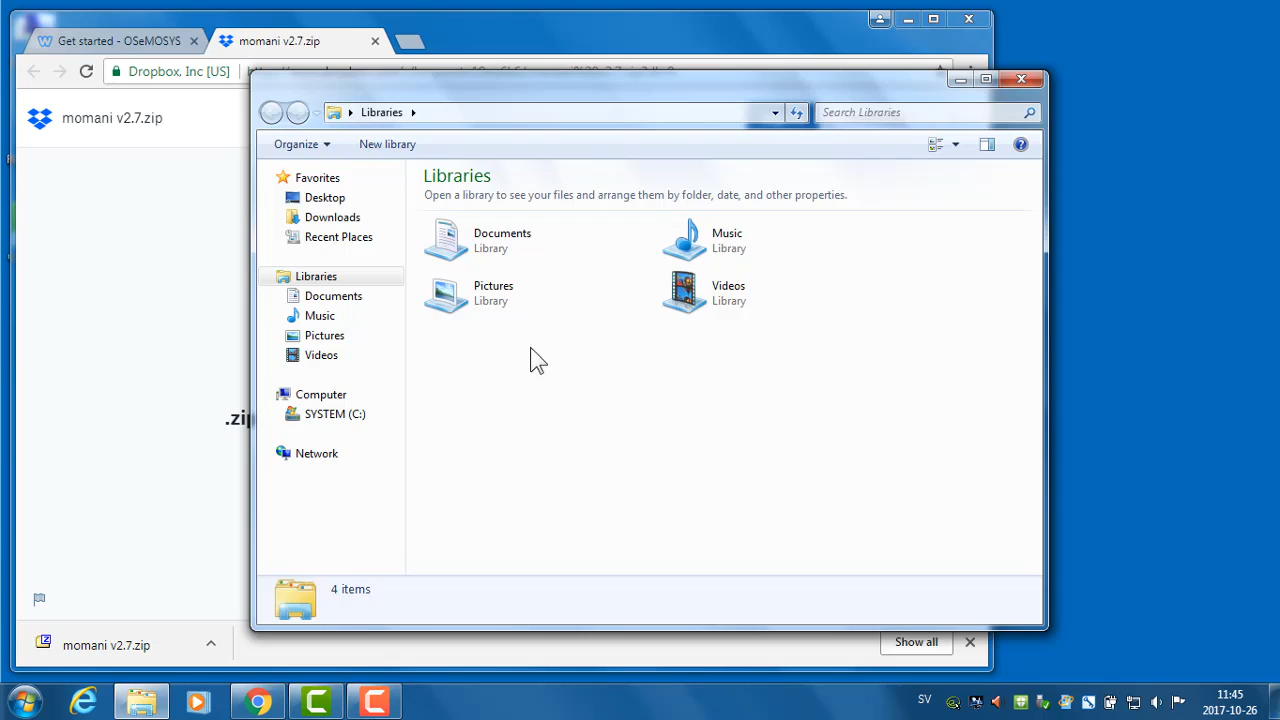 Get started - OSeMOSYS
momani v2.7.zip
Dropbox, Inc [US]
momani v2.7.zip
Libraries
Search Libraries
Organize
New library
Favorites
Desktop
Downloads
Recent Places
Libraries
Documents
Music
Pictures
Videos
Computer
SYSTEM (C:)
Network
Libraries
Open a library to see your files and arrange them by folder, date, and other properties.
Documents
Library
Music
Library
Pictures
Library
Videos
Library
.zip
4 items
momani v2.7.zip
Show all
SV
11:45
2017-10-26